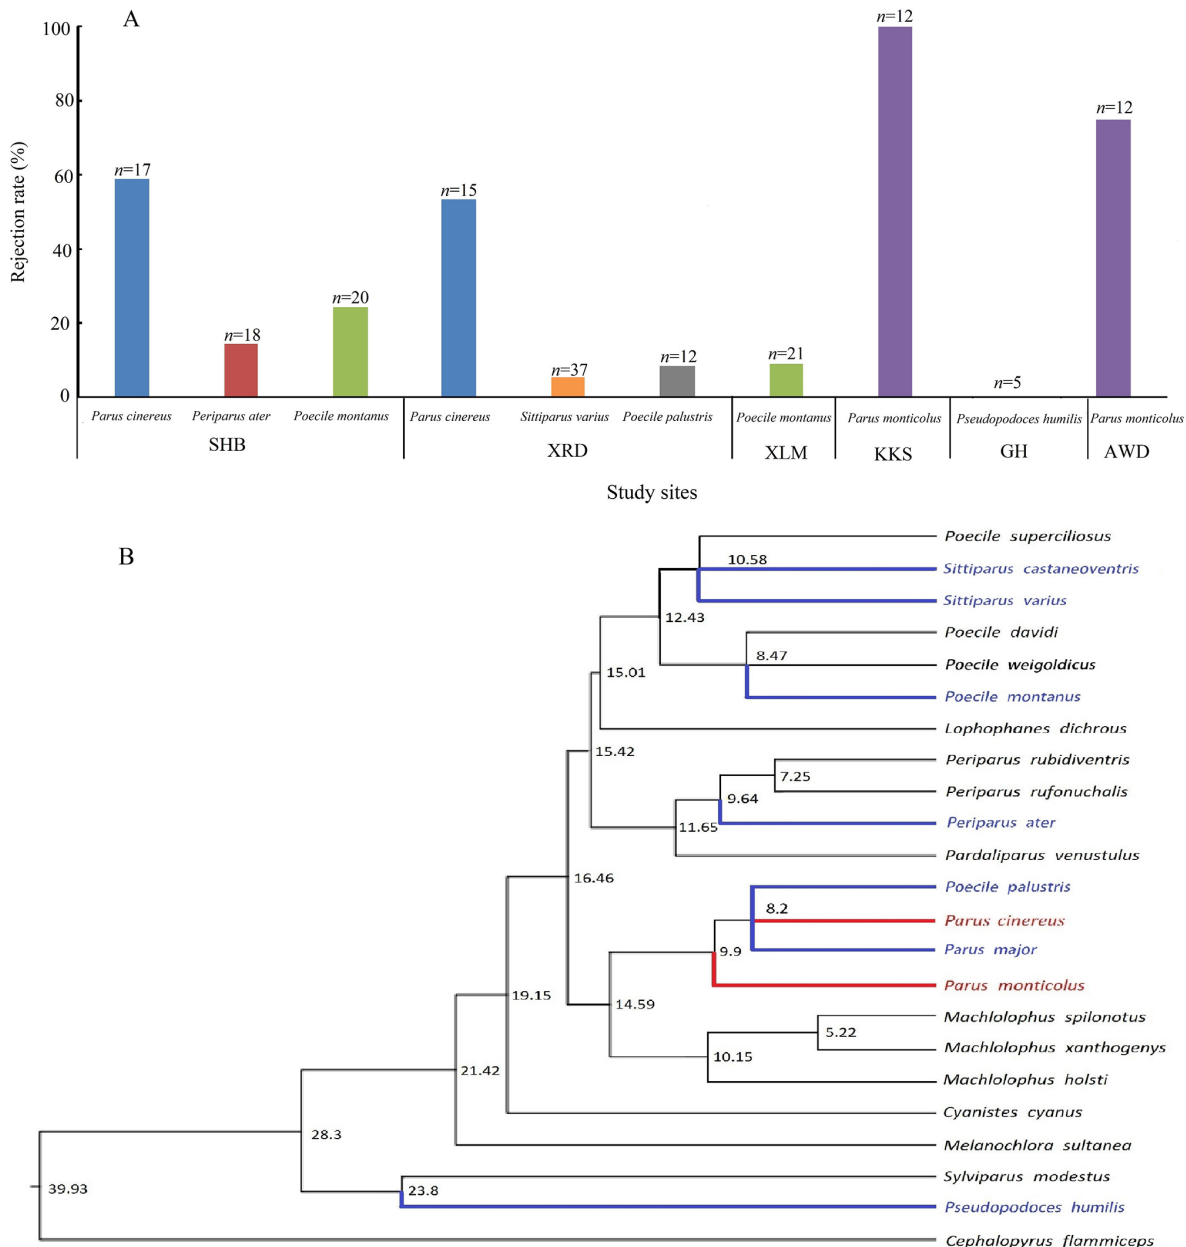 A
100
80
60
40
20
0
Rejection rate (%)
n=17
n=18
n=20
n=15
n=37
n=12
n=21
n=12
n=5
n=12
Parus cinereus
Periparus ater
Poecile montanus
Parus cinereus
Sittiparus varius
Poecile palustris
Poecile montanus
Parus monticolus
Pseudopodoces humilis
Parus monticolus
SHB
XRD
XLM
KKS
GH
AWD
Study sites
B
Poecile superciliosus
10.58
Sittiparus castaneoventris
Sittiparus varius
12.43
Poecile davidi
8.47
Poecile weigoldicus
15.01
Poecile montanus
Lophophanes dichrous
15.42
Periparus rubidiventris
7.25
Periparus rufonuchalis
9.64
Periparus ater
11.65
Pardaliparus venustulus
16.46
Poecile palustris
8.2
Parus cinereus
Parus major
9.9
Parus monticolus
19.15
14.59
Machlolophus spilonotus
5.22
Machlolophus xanthogenys
10.15
21.42
Machlolophus holsti
Cyanistes cyanus
28.3
Melanochlora sultanea
Sylviparus modestus
39.93
23.8
Pseudopodoces humilis
Cephalopyrus flammiceps